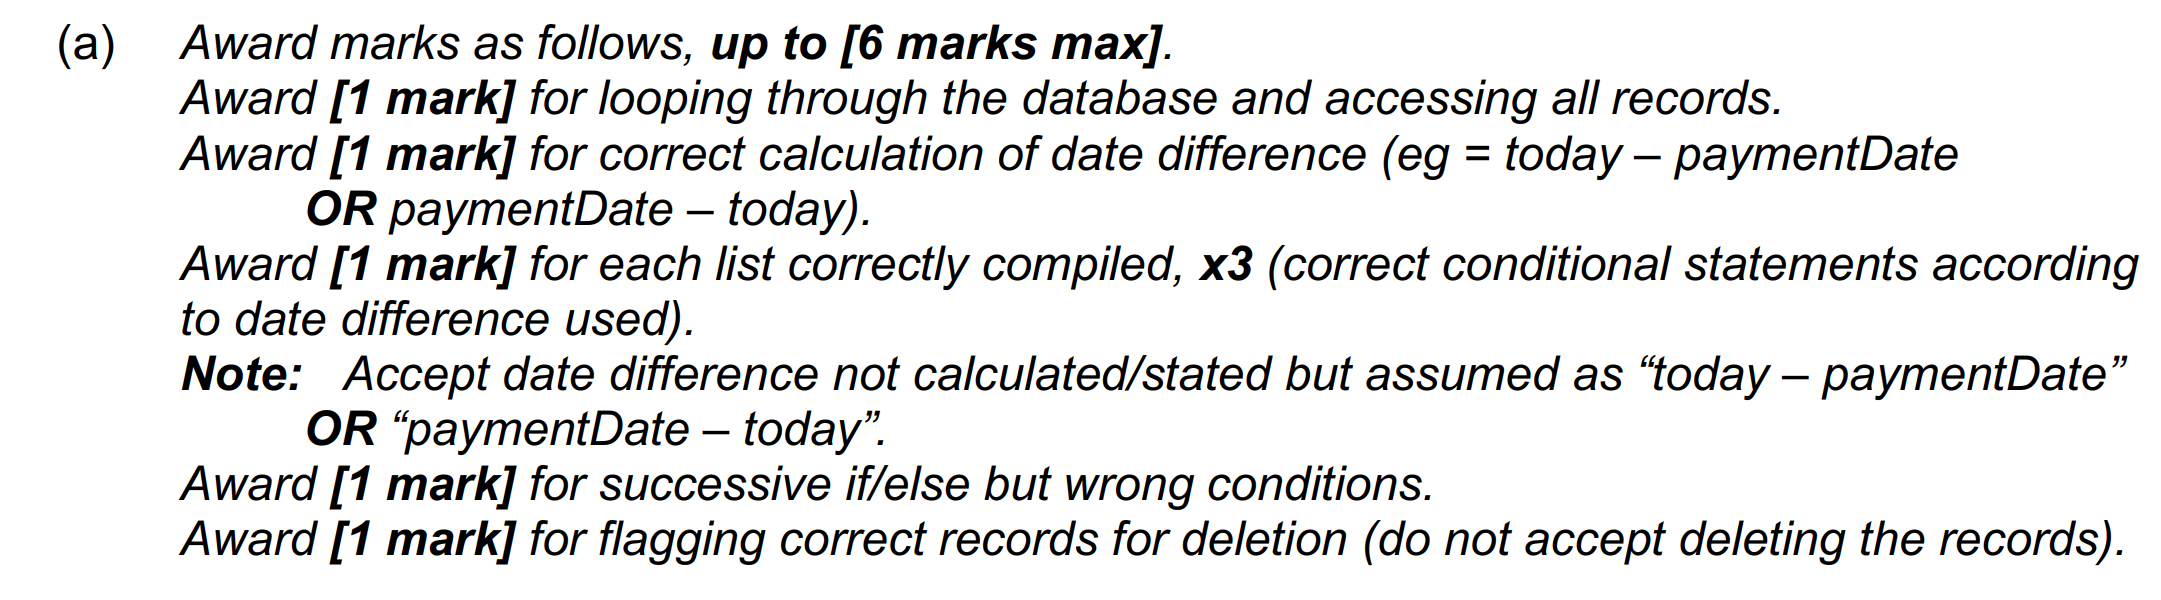 (a) Award marks as follows, up to [6 marks max].
Award [1 mark] for looping through the database and accessing all records.
Award [1 mark] for correct calculation of date difference (eg = today – paymentDate
OR paymentDate – today).
Award [1 mark] for each list correctly compiled, x3 (correct conditional statements according
to date difference used).
Note: Accept date difference not calculated/stated but assumed as “today – paymentDate”
OR “paymentDate – today”.
Award [1 mark] for successive if/else but wrong conditions.
Award [1 mark] for flagging correct records for deletion (do not accept deleting the records).